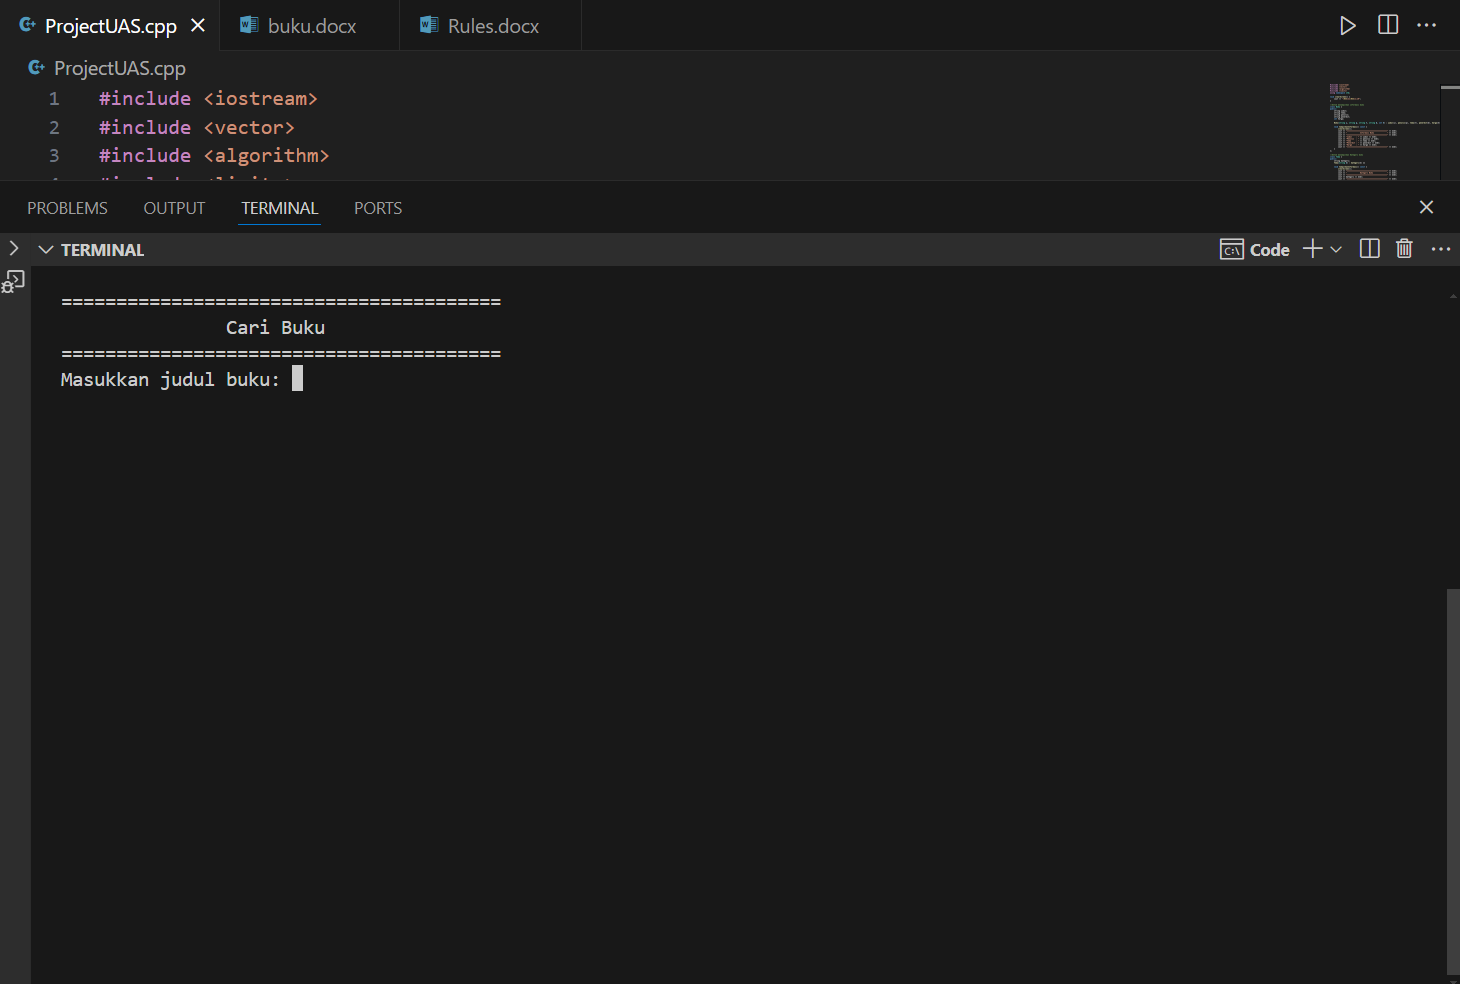 ProjectUAS.cpp buku.docx Rules.docx
ProjectUAS.cpp
1 #include <iostream>
2 #include <vector>
3 #include <algorithm>
PROBLEMS OUTPUT TERMINAL PORTS
TERMINAL Code
========================================
Cari Buku
========================================
Masukkan judul buku: